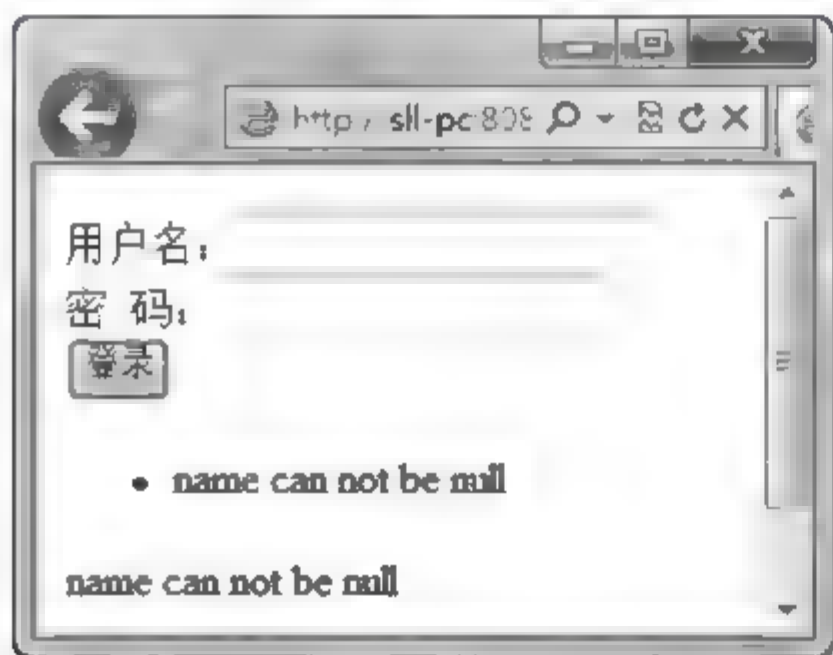 http sll-pc:808
用户名:
密 码:
登录
name can not be null
name can not be null